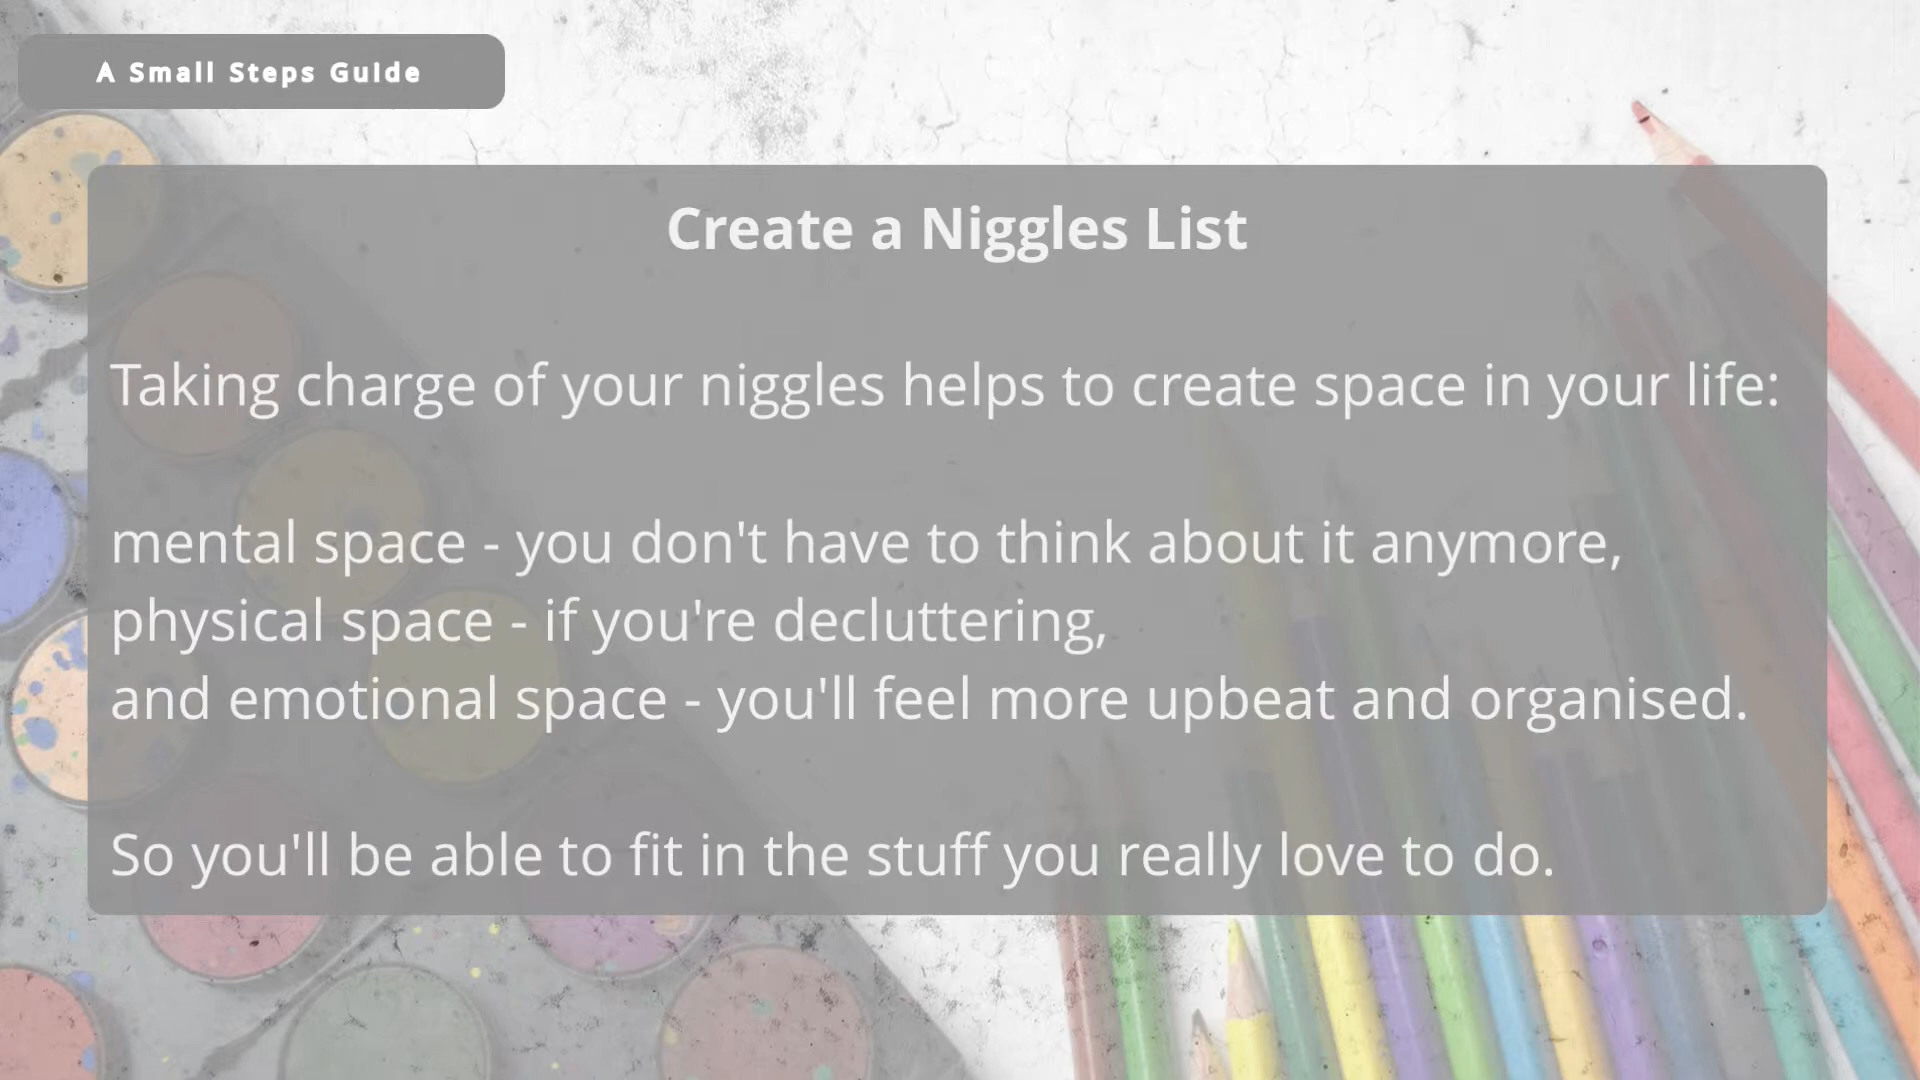 A Small Steps Guide
Create a Niggles List
Taking charge of your niggles helps to create space in your life:
mental space - you don't have to think about it anymore,
physical space - if you're decluttering,
and emotional space - you'll feel more upbeat and organised.
So you'll be able to fit in the stuff you really love to do.